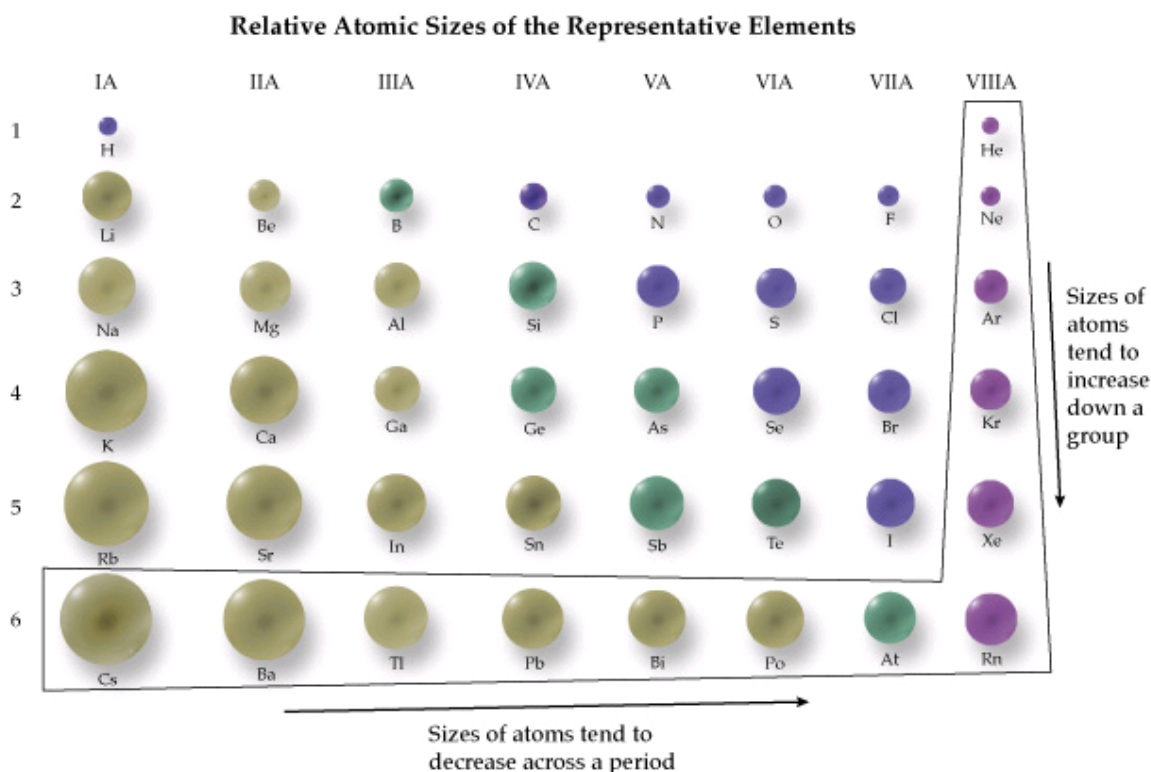 Relative Atomic Sizes of the Representative Elements
IA IIA IIIA IVA VA VIA VIIA VIIIA
1
H He
2
Li Be B C N O F Ne
3
Na Mg Al Si P S Cl Ar
Sizes of
atoms
tend to
increase
down a
group
4
K Ca Ga Ge As Se Br Kr
5
Rb Sr In Sn Sb Te I Xe
6
Cs Ba Tl Pb Bi Po At Rn
Sizes of atoms tend to
decrease across a period